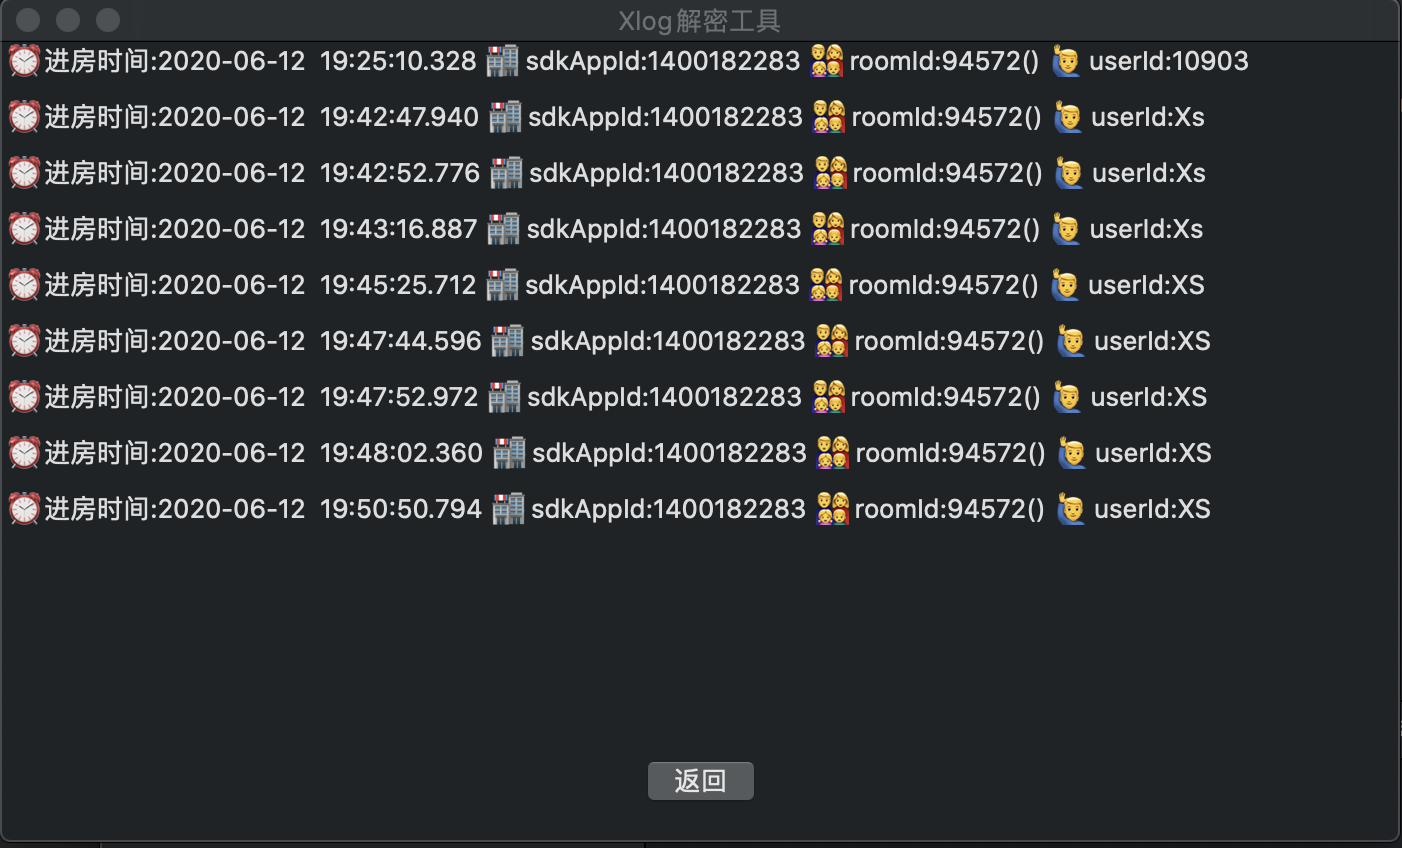 Xlog解密工具
⏰进房时间:2020-06-12 19:25:10.328 🏬sdkAppId:1400182283 👨‍👩‍👧‍👦roomId:94572() 🙋‍♂️ userId:10903
⏰进房时间:2020-06-12 19:42:47.940 🏬sdkAppId:1400182283 👨‍👩‍👧‍👦roomId:94572() 🙋‍♂️ userId:Xs
⏰进房时间:2020-06-12 19:42:52.776 🏬sdkAppId:1400182283 👨‍👩‍👧‍👦roomId:94572() 🙋‍♂️ userId:Xs
⏰进房时间:2020-06-12 19:43:16.887 🏬sdkAppId:1400182283 👨‍👩‍👧‍👦roomId:94572() 🙋‍♂️ userId:Xs
⏰进房时间:2020-06-12 19:45:25.712 🏬sdkAppId:1400182283 👨‍👩‍👧‍👦roomId:94572() 🙋‍♂️ userId:XS
⏰进房时间:2020-06-12 19:47:44.596 🏬sdkAppId:1400182283 👨‍👩‍👧‍👦roomId:94572() 🙋‍♂️ userId:XS
⏰进房时间:2020-06-12 19:47:52.972 🏬sdkAppId:1400182283 👨‍👩‍👧‍👦roomId:94572() 🙋‍♂️ userId:XS
⏰进房时间:2020-06-12 19:48:02.360 🏬sdkAppId:1400182283 👨‍👩‍👧‍👦roomId:94572() 🙋‍♂️ userId:XS
⏰进房时间:2020-06-12 19:50:50.794 🏬sdkAppId:1400182283 👨‍👩‍👧‍👦roomId:94572() 🙋‍♂️ userId:XS
返回